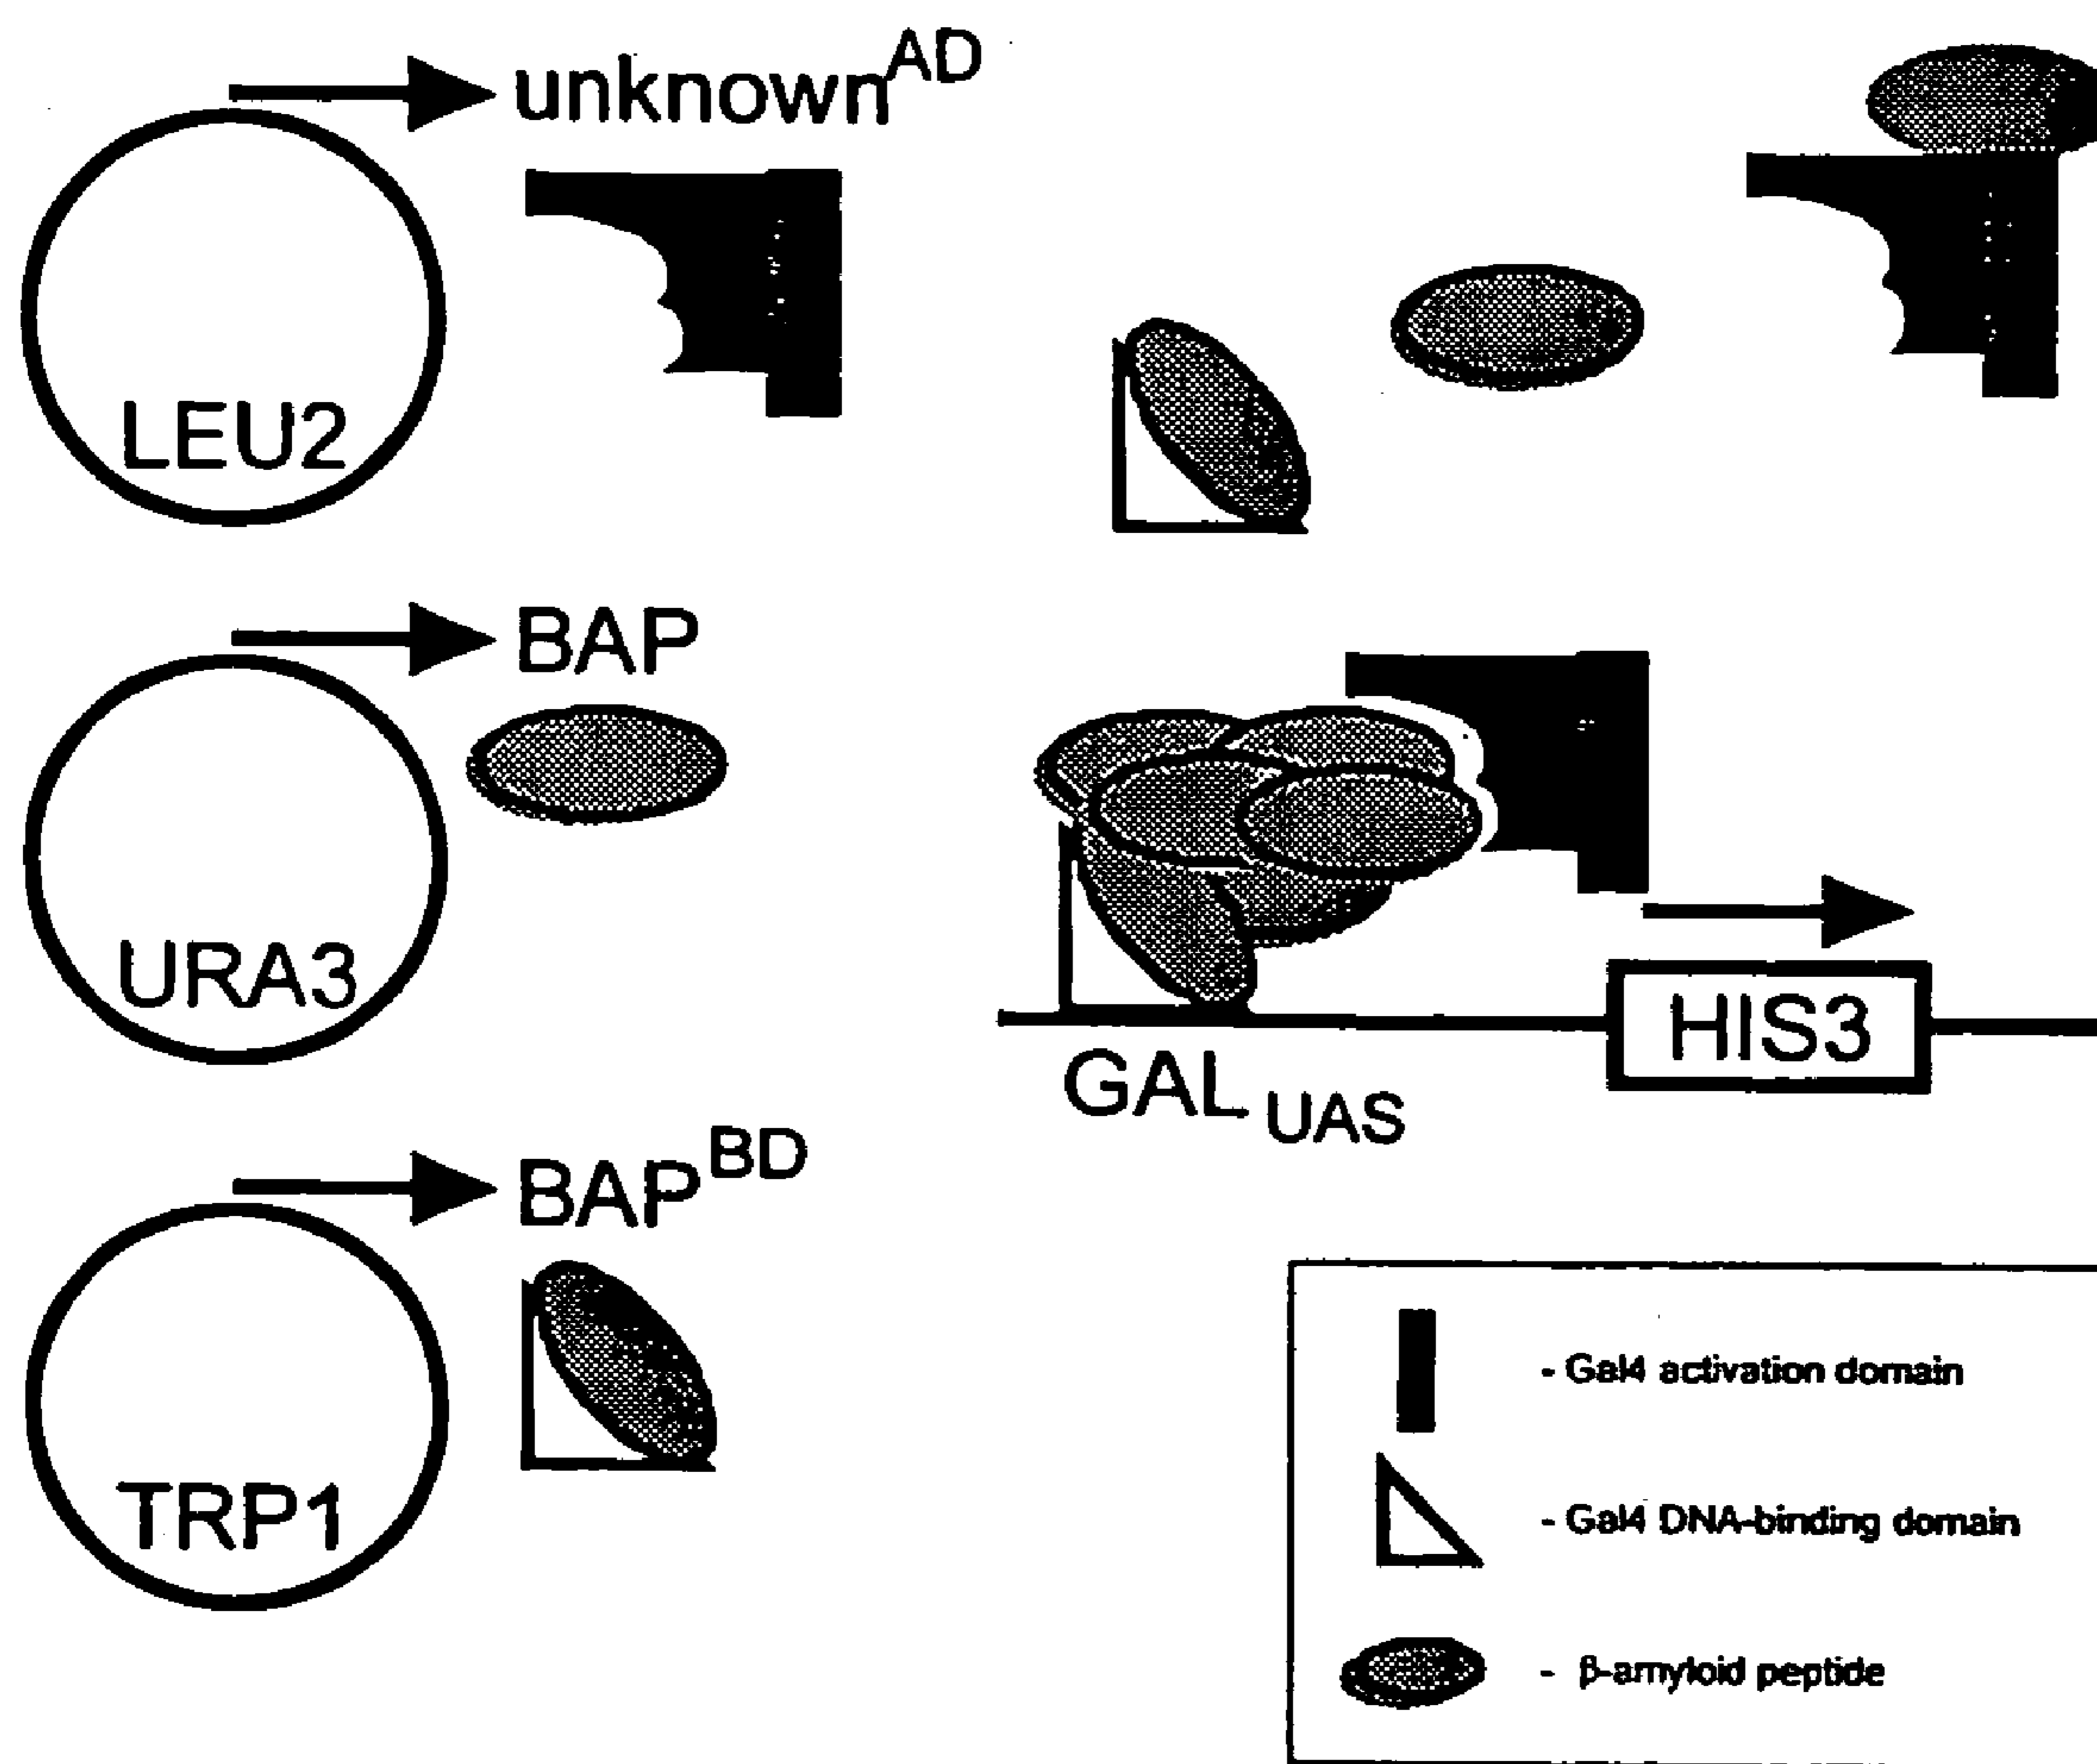 unknown^AD
LEU2
BAP
URA3
HIS3
GAL_UAS
BAP^BD
TRP1
- Gal4 activation domain
- Gal4 DNA-binding domain
- β-amyloid peptide